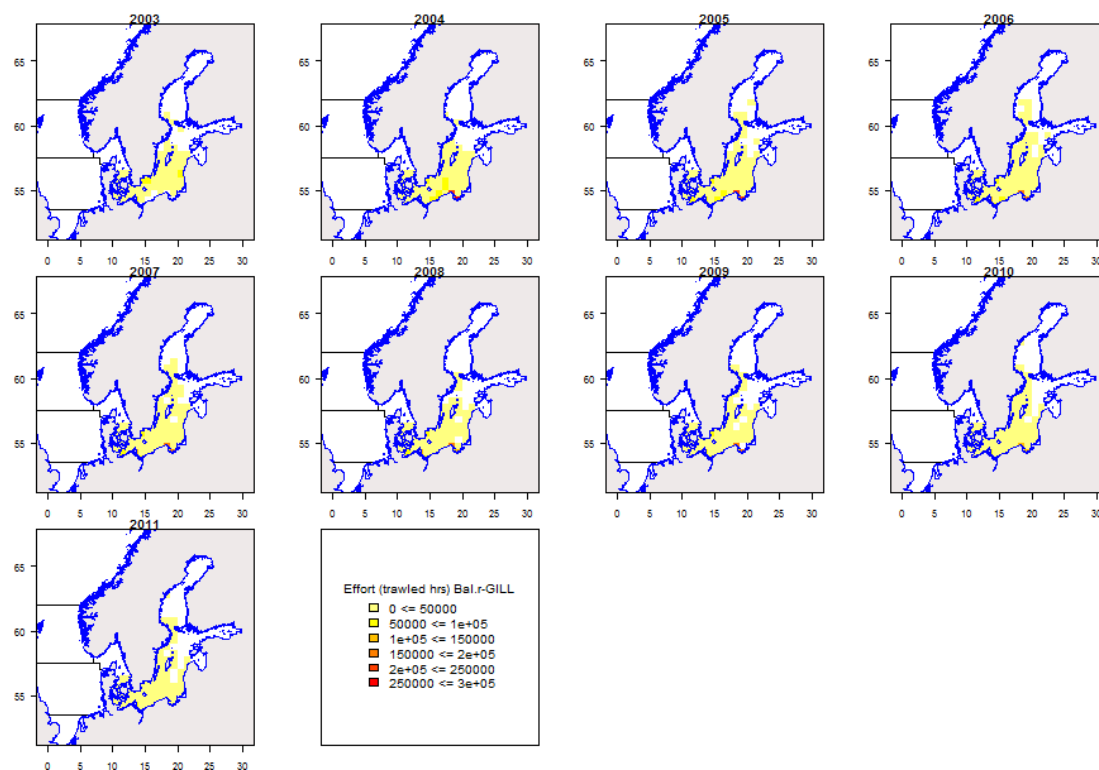 2003 2004 2005 2006
65 65 65 65
60 60 60 60
55 55 55 55
0 5 10 15 20 25 30 0 5 10 15 20 25 30 0 5 10 15 20 25 30 0 5 10 15 20 25 30
2007 2008 2009 2010
65 65 65 65
60 60 60 60
55 55 55 55
0 5 10 15 20 25 30 0 5 10 15 20 25 30 0 5 10 15 20 25 30 0 5 10 15 20 25 30
2011
65
60
55
0 5 10 15 20 25 30
Effort (trawled hrs) Bal.r-GILL
0 <= 50000
50000 <= 1e+05
1e+05 <= 150000
150000 <= 2e+05
2e+05 <= 250000
250000 <= 3e+05